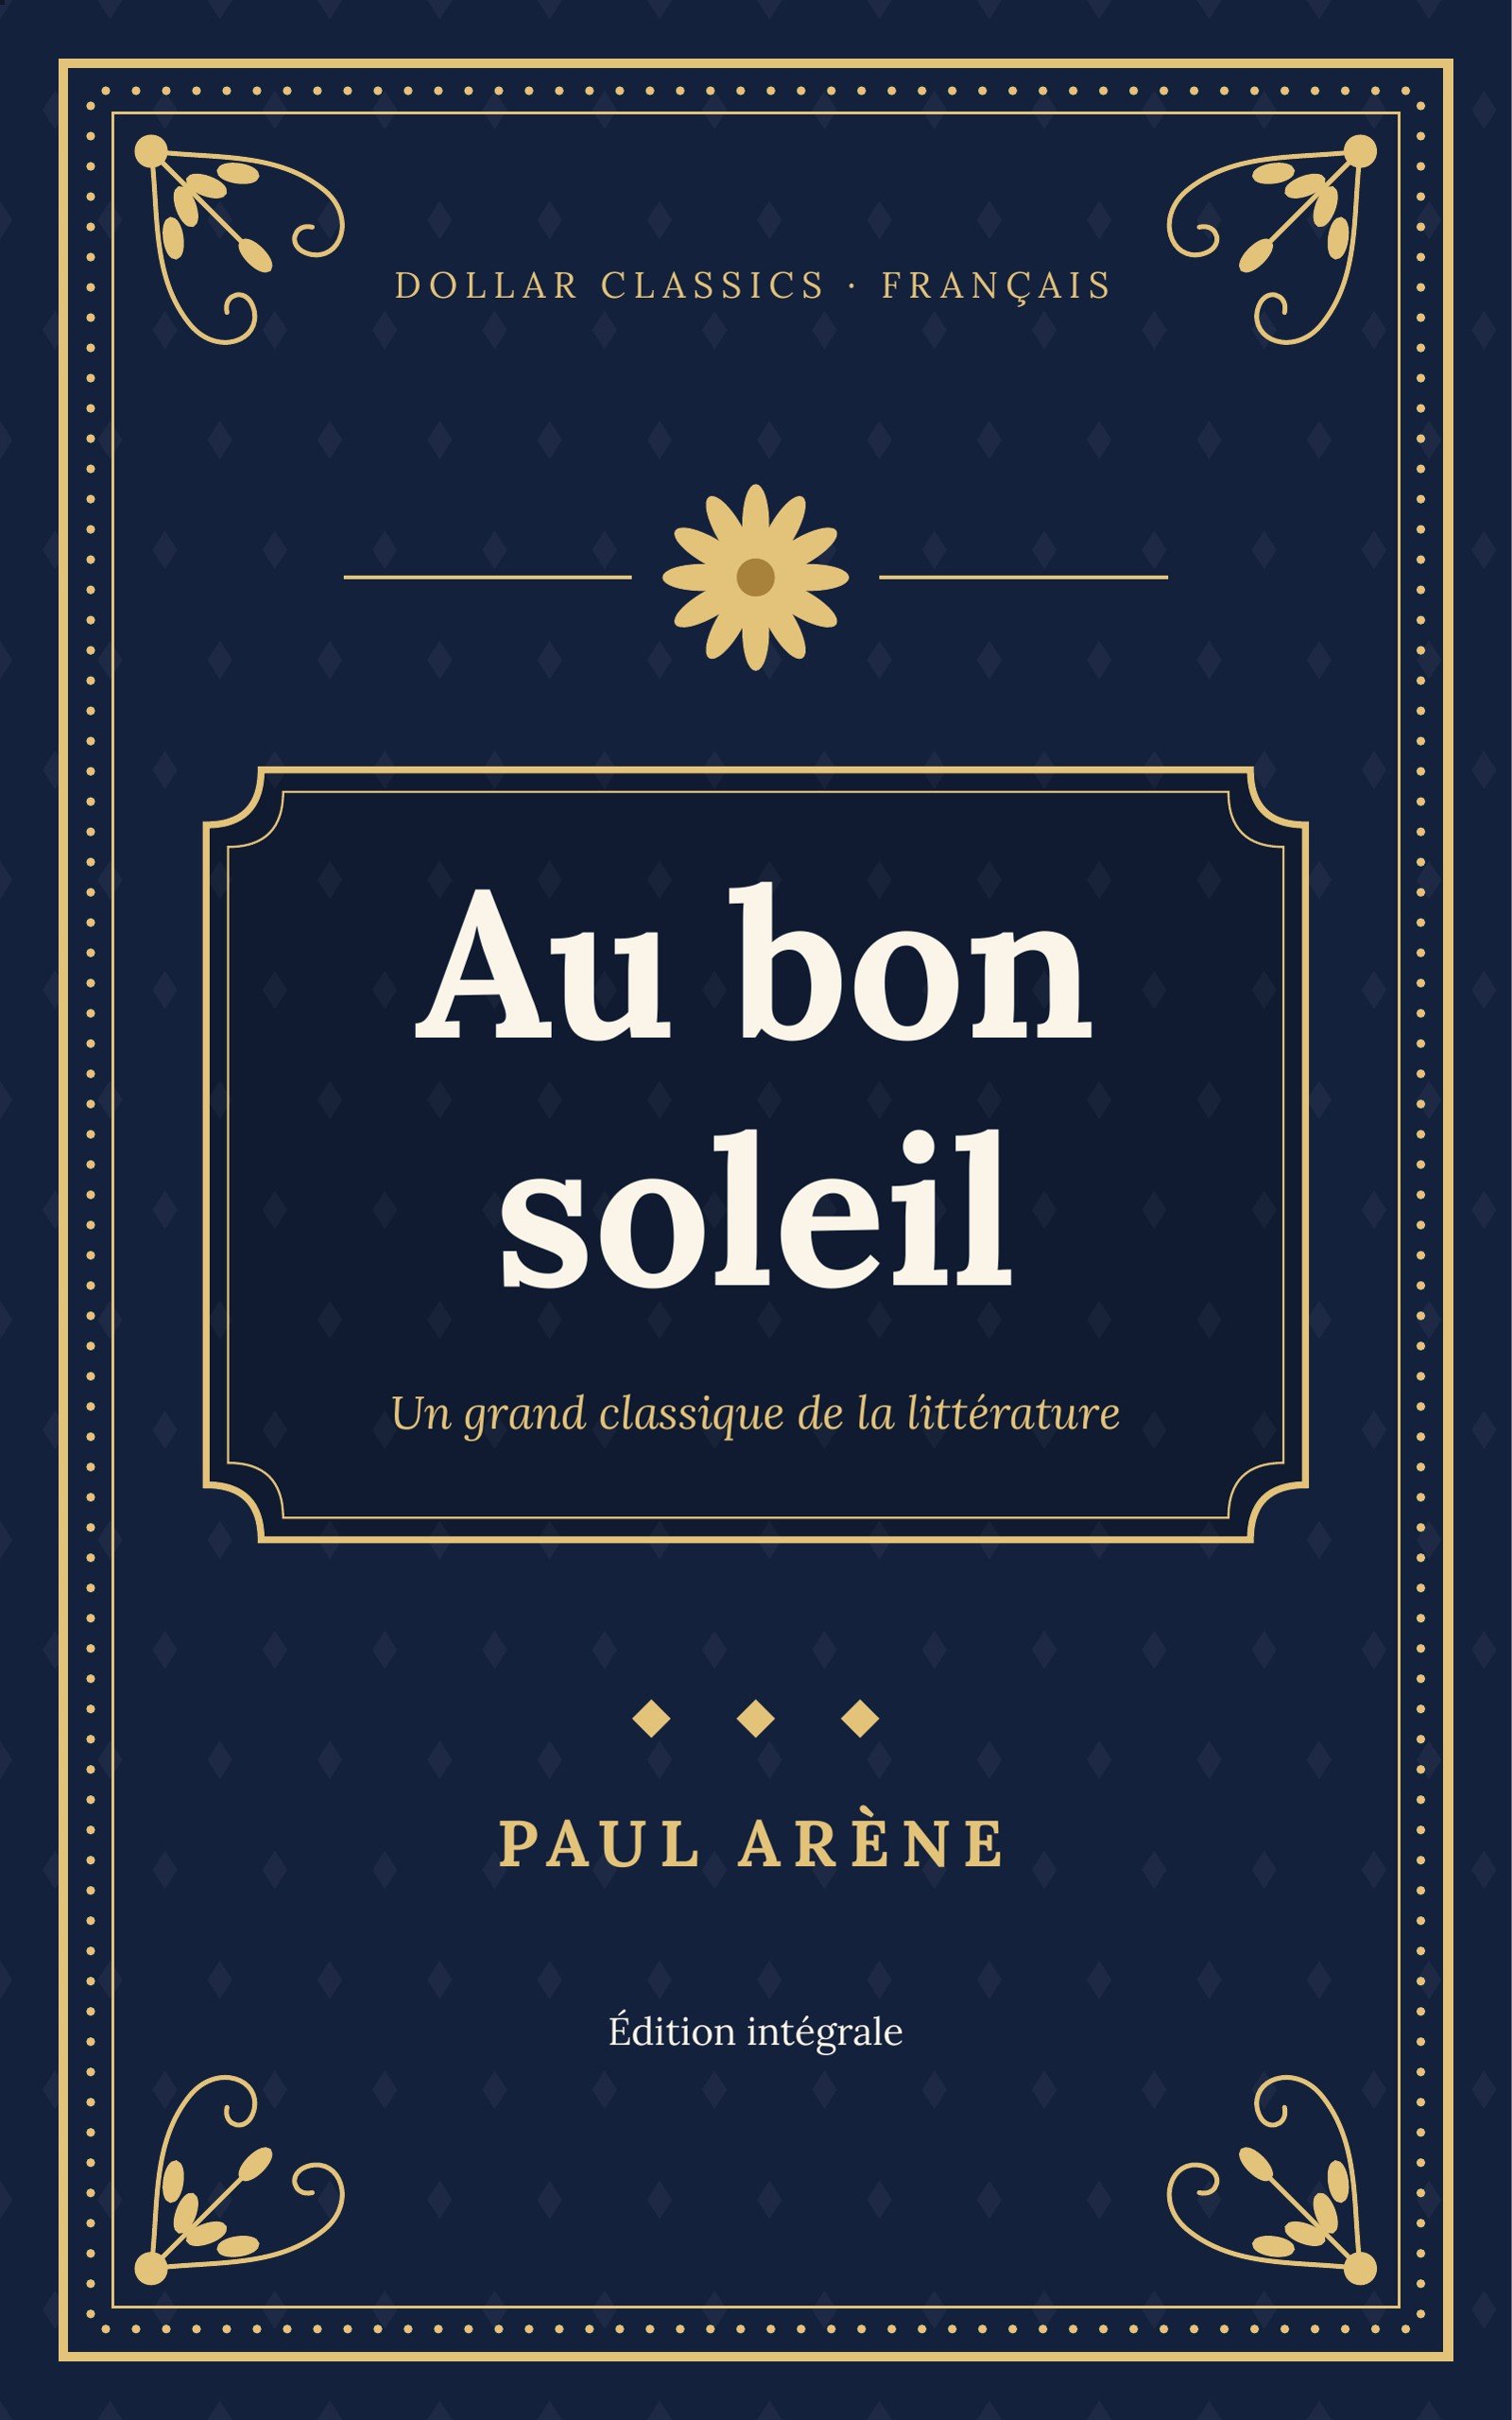 DOLLAR CLASSICS · FRANÇAIS
Au bon
soleil
Un grand classique de la littérature
PAUL ARÈNE
Édition intégrale